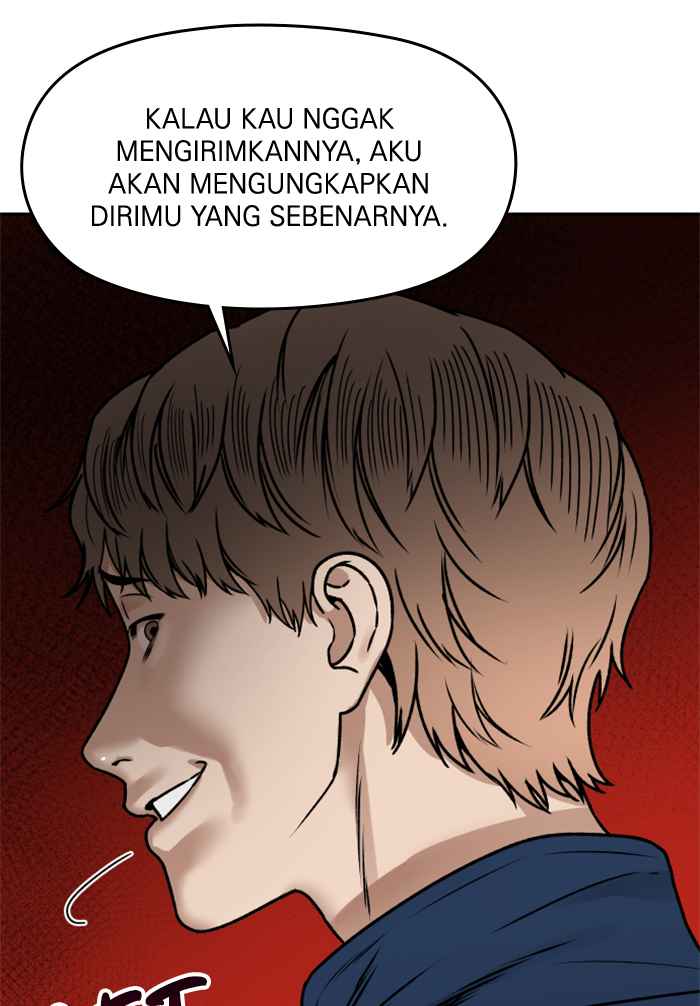 KALAU KAU NGGAK
MENGIRIMKANNYA, AKU
AKAN MENGUNGKAPKAN
DIRIMU YANG SEBENARNYA.